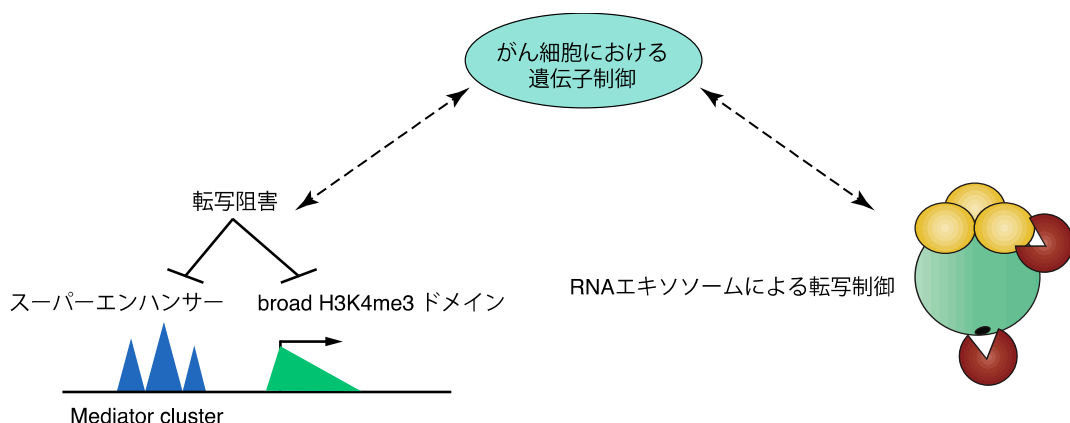 がん細胞における
遺伝子制御
転写阻害
スーパーエンハンサー
broad H3K4me3 ドメイン
RNAエキソソームによる転写制御
Mediator cluster